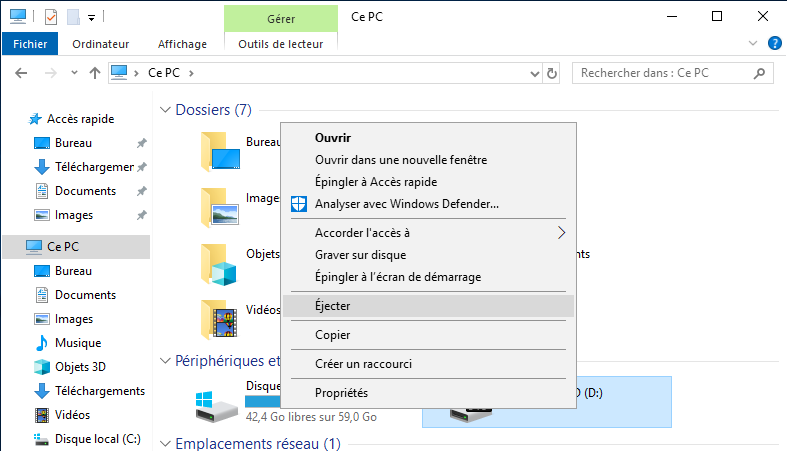 Gérer
Ce PC
Fichier
Ordinateur
Affichage
Outils de lecteur
Ce PC
Rechercher dans : Ce PC
Accès rapide
Bureau
Téléchargemen
Documents
Images
Ce PC
Bureau
Documents
Images
Musique
Objets 3D
Téléchargements
Vidéos
Disque local (C:)
Dossiers (7)
Bureau
Images
Objets
Vidéos
Périphériques et
Disque
42,4 Go libres sur 59,0 Go
(D:)
Emplacements réseau (1)
Ouvrir
Ouvrir dans une nouvelle fenêtre
Épingler à Accès rapide
Analyser avec Windows Defender...
Accorder l'accès à
Graver sur disque
Épingler à l'écran de démarrage
Éjecter
Copier
Créer un raccourci
Propriétés